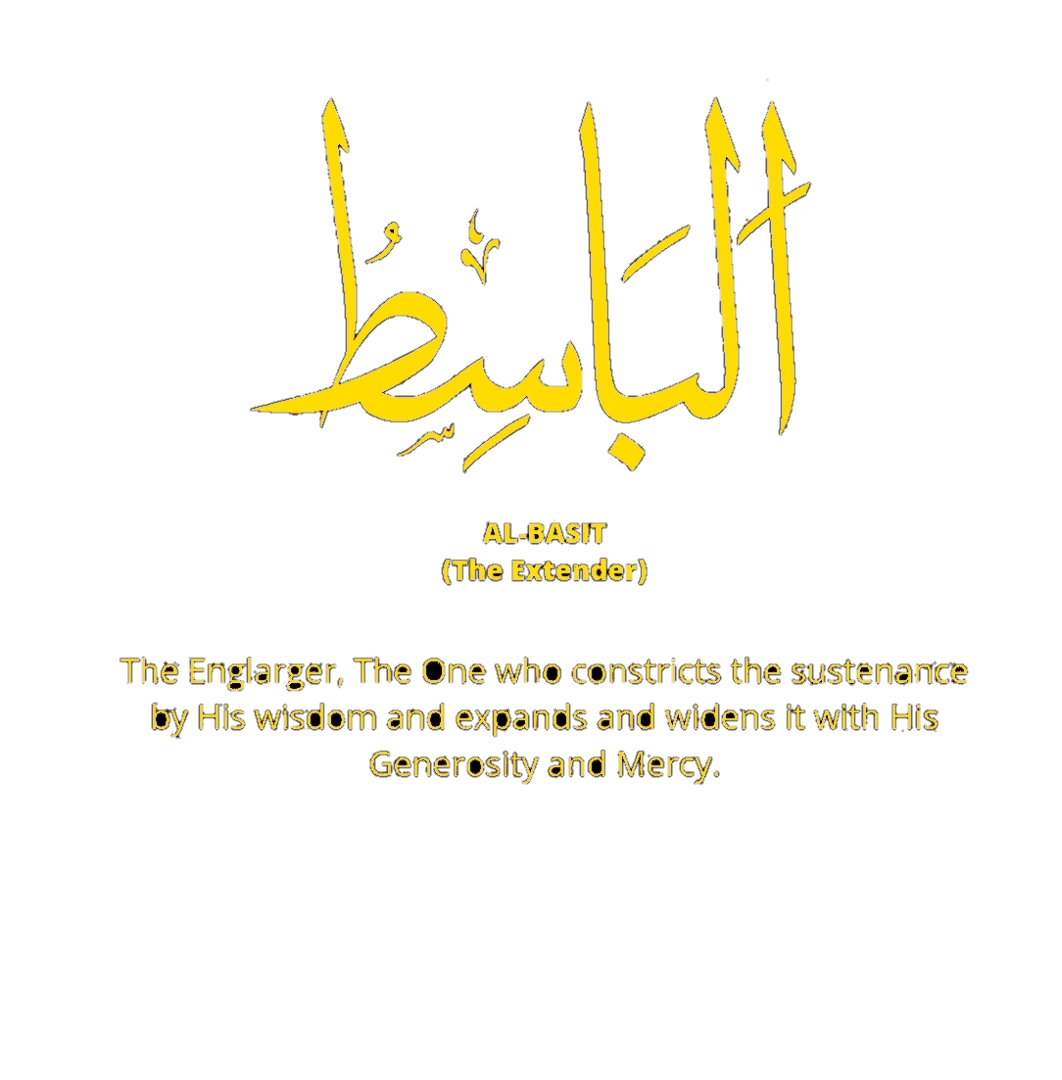 الْبَاسِطُ
AL-BASIT
(The Extender)
The Englarger, The One who constricts the sustenance
by His wisdom and expands and widens it with His
Generosity and Mercy.